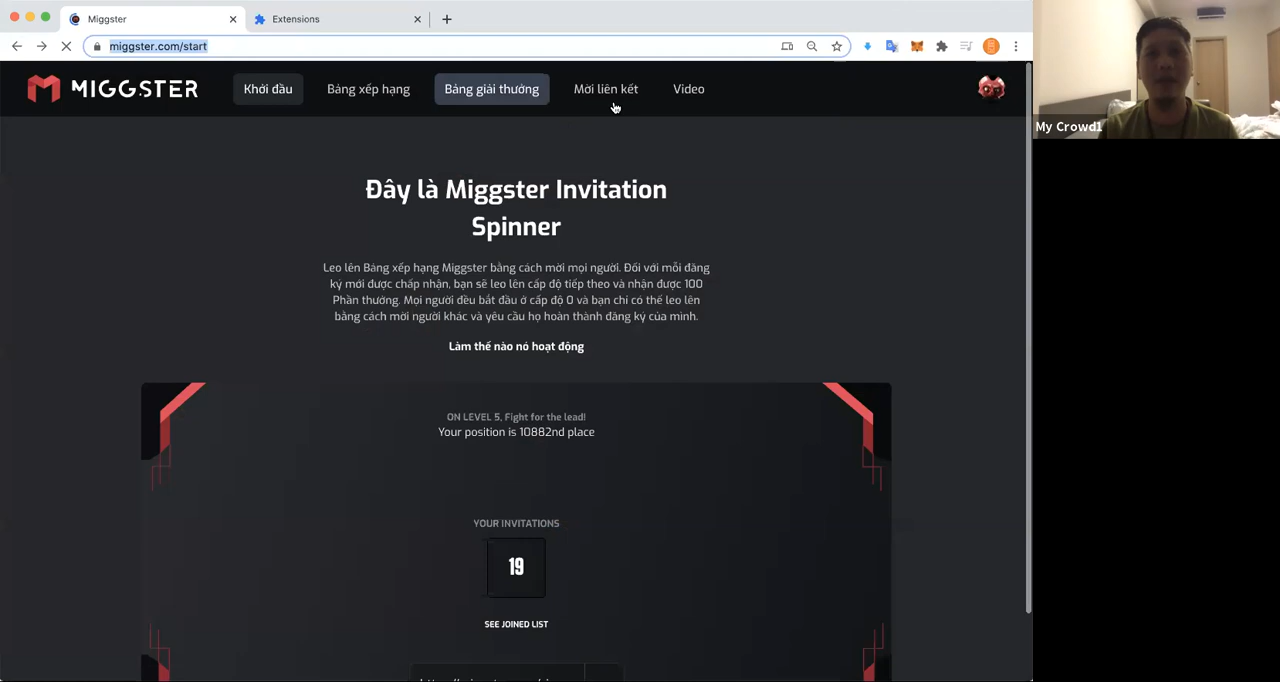 Miggster
Extensions
miggster.com/start
MIGGSTER
Khởi đầu
Bảng xếp hạng
Bảng giải thưởng
Mời liên kết
Video
My Crowd1
Đây là Miggster Invitation
Spinner
Leo lên Bảng xếp hạng Miggster bằng cách mời mọi người. Đối với mỗi đăng
ký mới được chấp nhận, bạn sẽ leo lên cấp độ tiếp theo và nhận được 100
Phần thưởng. Mọi người đều bắt đầu ở cấp độ 0 và bạn chỉ có thể leo lên
bằng cách mời người khác và yêu cầu họ hoàn thành đăng ký của mình.
Làm thế nào nó hoạt động
ON LEVEL 5, Fight for the lead!
Your position is 10882nd place
YOUR INVITATIONS
19
SEE JOINED LIST